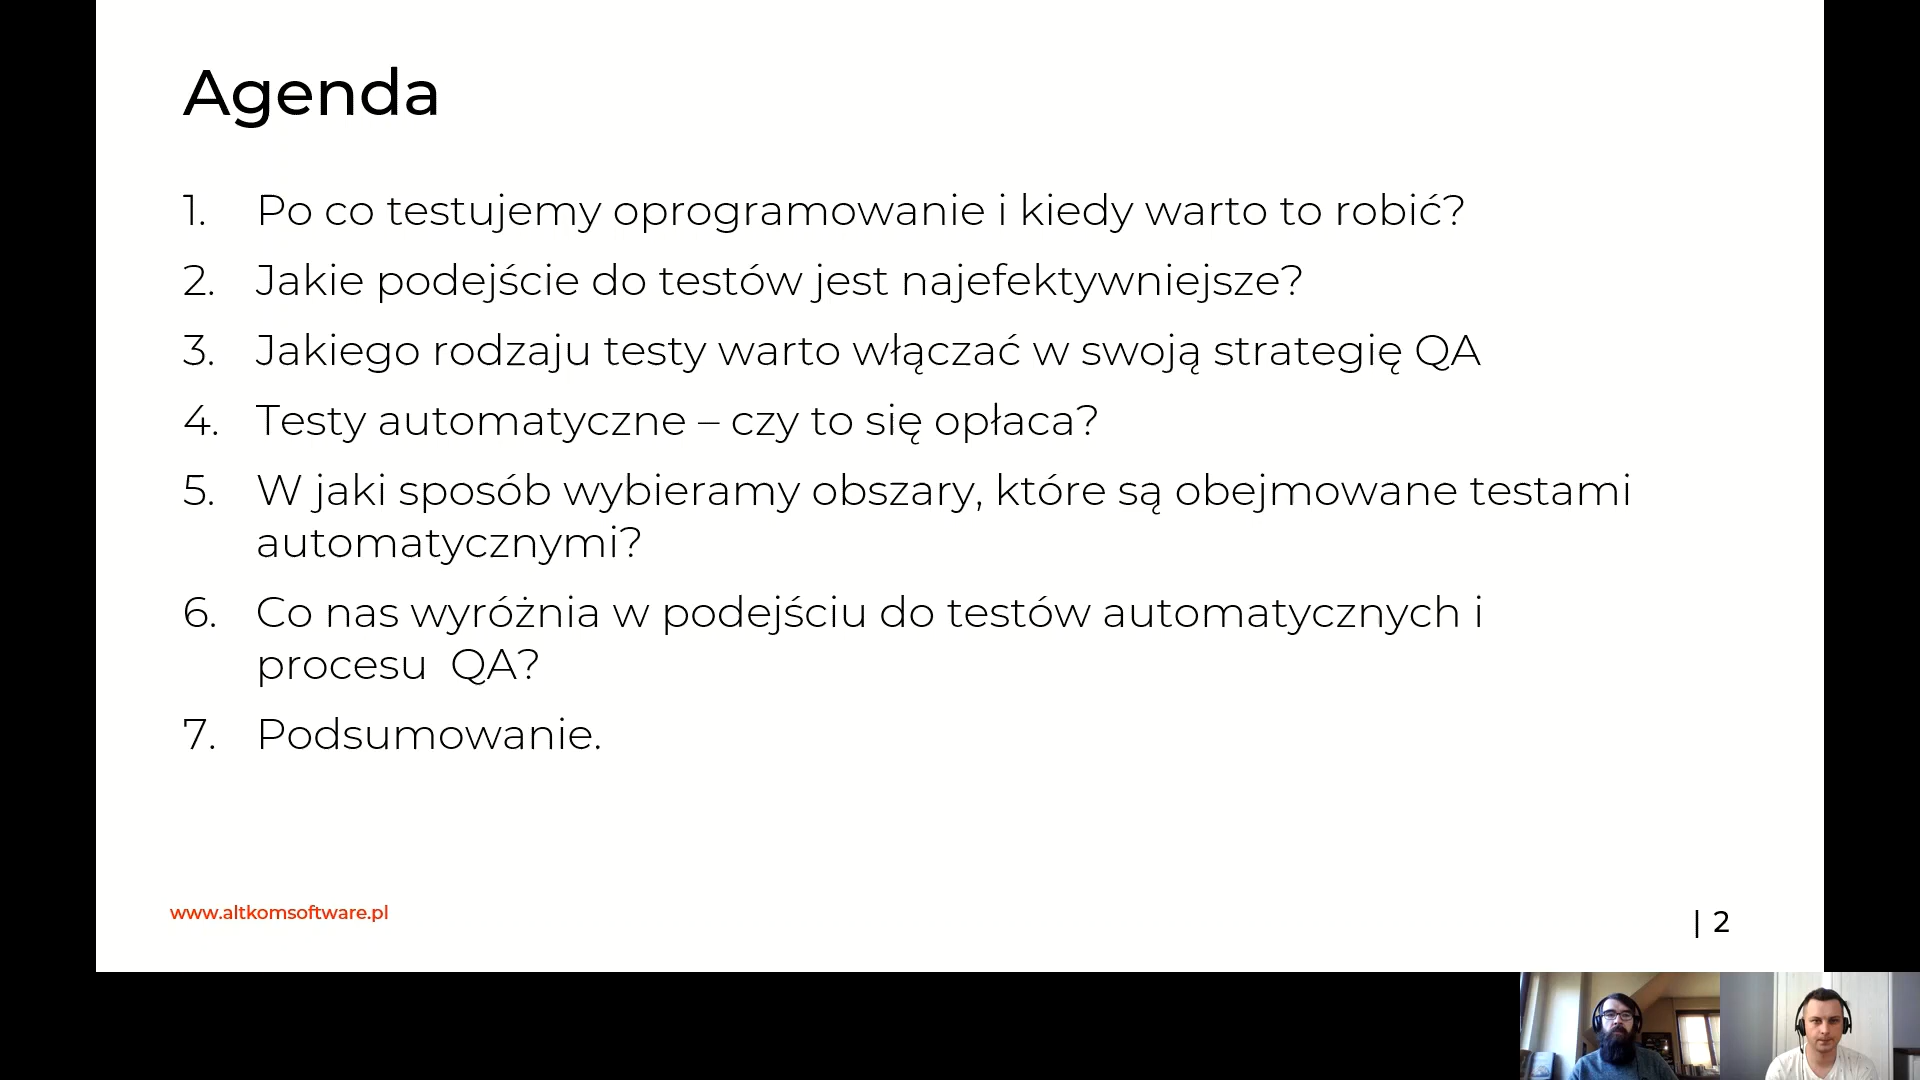 Agenda
1. Po co testujemy oprogramowanie i kiedy warto to robić?
2. Jakie podejście do testów jest najefektywniejsze?
3. Jakiego rodzaju testy warto włączać w swoją strategię QA
4. Testy automatyczne – czy to się opłaca?
5. W jaki sposób wybieramy obszary, które są obejmowane testami
automatycznymi?
6. Co nas wyróżnia w podejściu do testów automatycznych i
procesu  QA?
7. Podsumowanie.
www.altkomsoftware.pl
| 2